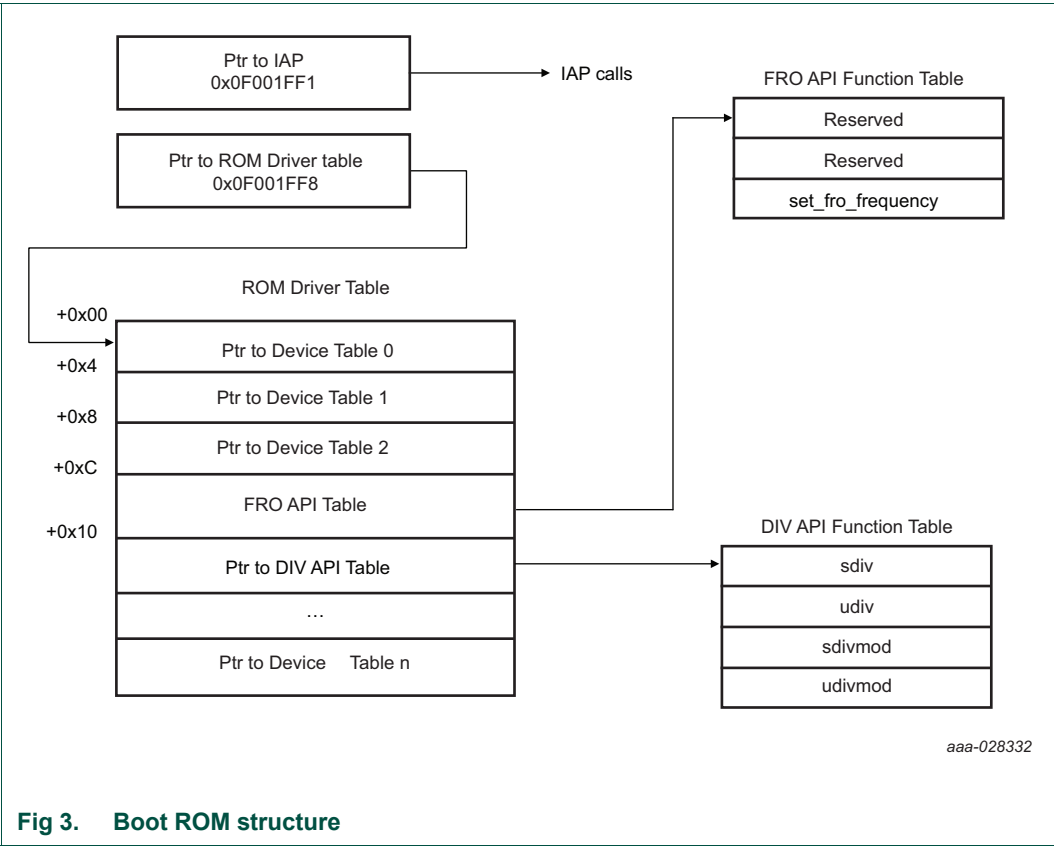 Ptr to IAP
0x0F001FF1
IAP calls
FRO API Function Table
Reserved
Reserved
set_fro_frequency
Ptr to ROM Driver table
0x0F001FF8
ROM Driver Table
+0x00
Ptr to Device Table 0
+0x4
Ptr to Device Table 1
+0x8
Ptr to Device Table 2
+0xC
FRO API Table
+0x10
Ptr to DIV API Table
...
Ptr to Device Table n
DIV API Function Table
sdiv
udiv
sdivmod
udivmod
aaa-028332
Fig 3. Boot ROM structure